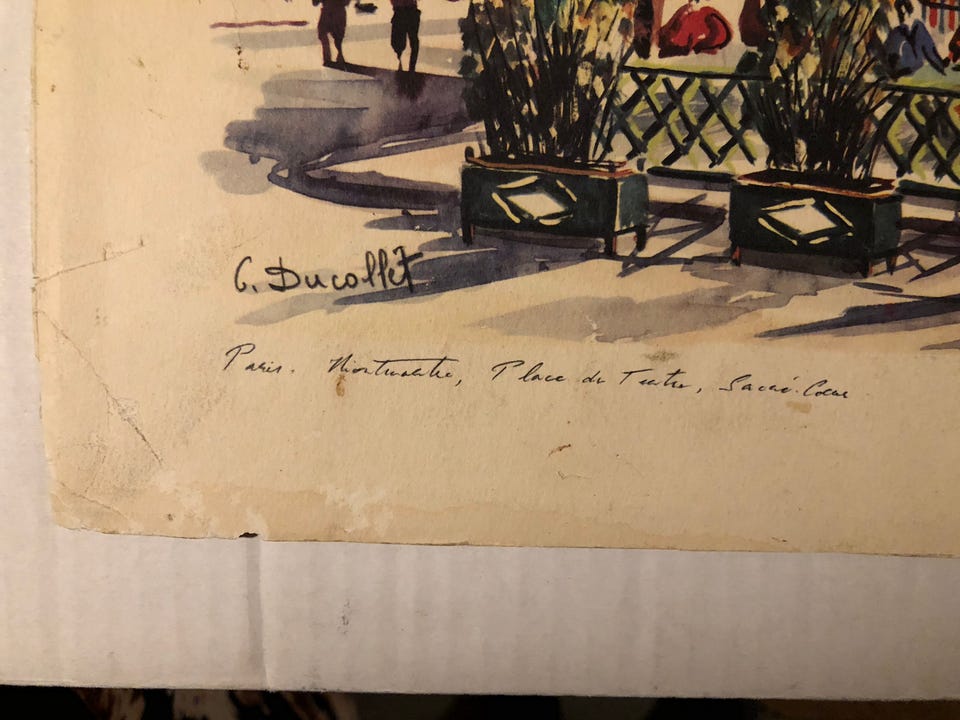 G. Ducollet
Paris. Montmartre, Place du Tertre, Sacré-Coeur